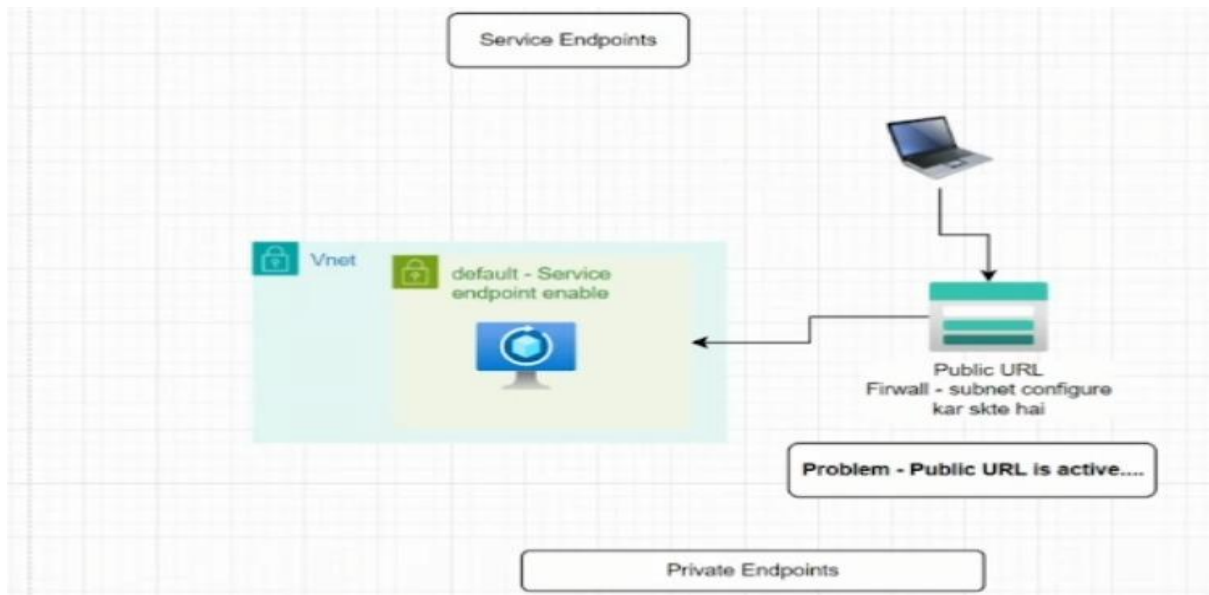 Service Endpoints
Vnet
default - Service
endpoint enable
Public URL
Firwall - subnet configure
kar skte hai
Problem - Public URL is active....
Private Endpoints